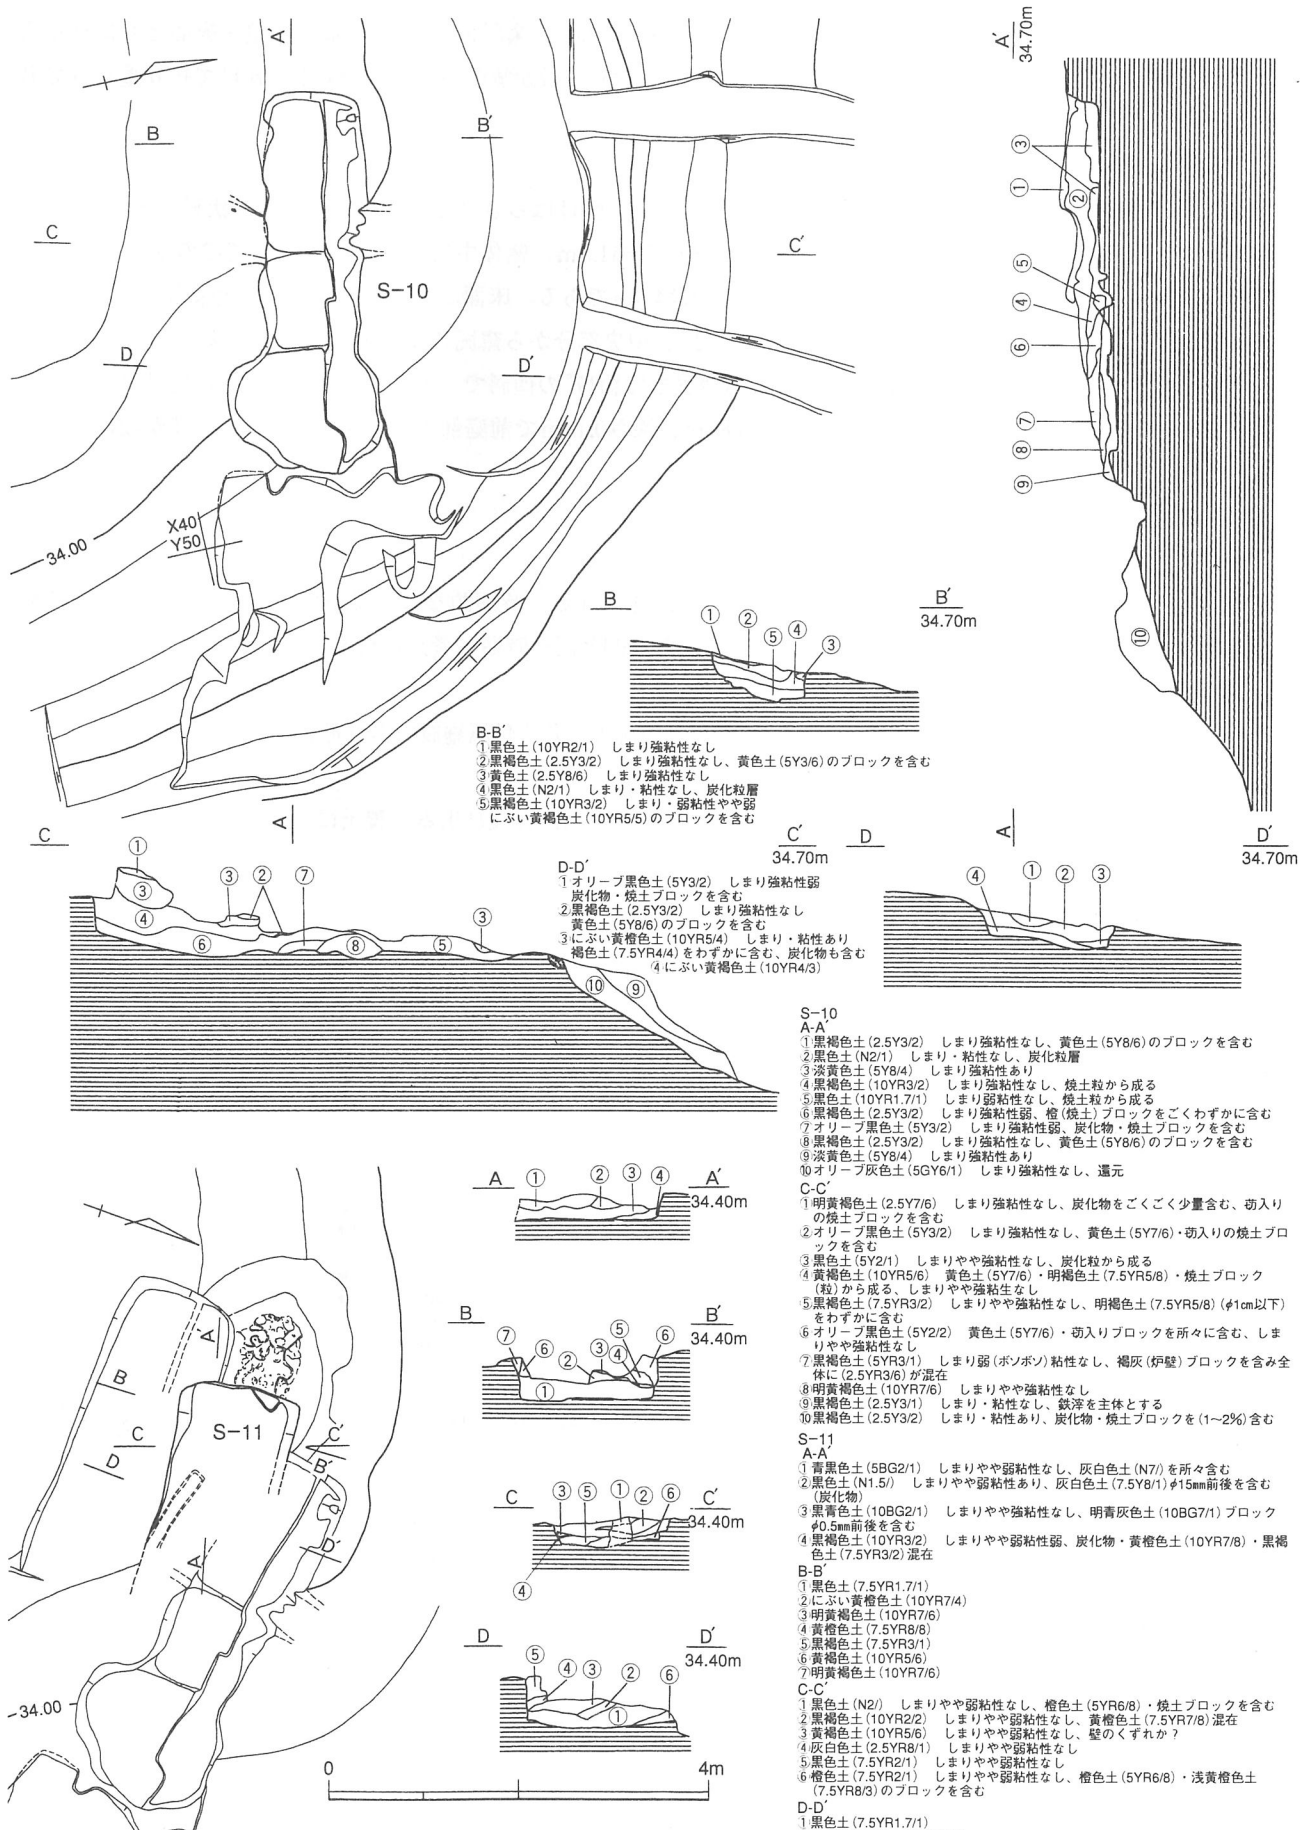 A′
B
B′
C
C′
S-10
D
D′
X40
Y50
34.00
A
A′
34.70m
③
①
②
⑤
④
⑥
⑦
⑧
⑨
⑩
B
B′
34.70m
① ② ⑤ ④ ③
B-B′
①黒色土(10YR2/1) しまり強粘性なし
②黒褐色土(2.5Y3/2) しまり強粘性なし、黄色土(5Y3/6)のブロックを含む
③黄色土(2.5Y8/6) しまり強粘性なし
④黒色土(N2/1) しまり・粘性なし、炭化粒層
⑤黒褐色土(10YR3/2) しまり・弱粘性やや弱
にぶい黄褐色土(10YR5/5)のブロックを含む
C
C′
34.70m
① ③ ④ ⑥ ③ ② ⑦ ⑧ ⑤ ③ ⑩ ⑨
D-D′
①オリーブ黒色土(5Y3/2) しまり強粘性弱
炭化物・焼土ブロックを含む
②黒褐色土(2.5Y3/2) しまり強粘性なし
黄色土(5Y8/6)のブロックを含む
③にぶい黄橙色土(10YR5/4) しまり・粘性あり
褐色土(7.5YR4/4)をわずかに含む、炭化物も含む
④にぶい黄褐色土(10YR4/3)
D
A
D′
34.70m
④ ① ② ③
S-10
A-A′
①黒褐色土(2.5Y3/2) しまり強粘性なし、黄色土(5Y8/6)のブロックを含む
②黒色土(N2/1) しまり・粘性なし、炭化粒層
③淡黄色土(5Y8/4) しまり強粘性あり
④黒褐色土(10YR3/2) しまり強粘性なし、焼土粒から成る
⑤黒色土(10YR1.7/1) しまり弱粘性なし、焼土粒から成る
⑥黒褐色土(2.5Y3/2) しまり強粘性弱、橙(焼土)ブロックをごくわずかに含む
⑦オリーブ黒色土(5Y3/2) しまり強粘性弱、炭化物・焼土ブロックを含む
⑧黒褐色土(2.5Y3/2) しまり強粘性なし、黄色土(5Y8/6)のブロックを含む
⑨淡黄色土(5Y8/4) しまり強粘性あり
⑩オリーブ灰色土(5GY6/1) しまり強粘性なし、還元
C-C′
①明黄褐色土(2.5Y7/6) しまり強粘性なし、炭化物をごくごく少量含む、苆入り
の焼土ブロックを含む
②オリーブ黒色土(5Y3/2) しまり強粘性なし、黄色土(5Y7/6)・苆入りの焼土ブロ
ックを含む
③黒色土(5Y2/1) しまりやや強粘性なし、炭化粒から成る
④黄褐色土(10YR5/6) 黄色土(5Y7/6)・明褐色土(7.5YR5/8)・焼土ブロック
(粒)から成る、しまりやや強粘生なし
⑤黒褐色土(7.5YR3/2) しまりやや強粘性なし、明褐色土(7.5YR5/8)(φ1cm以下)
をわずかに含む
⑥オリーブ黒色土(5Y2/2) 黄色土(5Y7/6)・苆入りブロックを所々に含む、しま
りやや強粘性なし
⑦黒褐色土(5YR3/1) しまり弱(ボソボソ)粘性なし、褐灰(炉壁)ブロックを含み全
体に(2.5YR3/6)が混在
⑧明黄褐色土(10YR7/6) しまりやや強粘性なし
⑨黒褐色土(2.5Y3/1) しまり・粘性なし、鉄滓を主体とする
⑩黒褐色土(2.5Y3/2) しまり・粘性あり、炭化物・焼土ブロックを(1~2%)含む
S-11
A-A′
①青黒色土(5BG2/1) しまりやや弱粘性なし、灰白色土(N7/)を所々含む
②黒色土(N1.5/) しまりやや弱粘性あり、灰白色土(7.5Y8/1)φ15mm前後を含む
(炭化物)
③黒青色土(10BG2/1) しまりやや強粘性なし、明青灰色土(10BG7/1)ブロック
φ0.5mm前後を含む
④黒褐色土(10YR3/2) しまりやや弱粘性弱、炭化物・黄橙色土(10YR7/8)・黒褐
色土(7.5YR3/2)混在
B-B′
①黒色土(7.5YR1.7/1)
②にぶい黄橙色土(10YR7/4)
③明黄褐色土(10YR7/6)
④黄橙色土(7.5YR8/8)
⑤黒褐色土(7.5YR3/1)
⑥黄褐色土(10YR5/6)
⑦明黄褐色土(10YR7/6)
C-C′
①黒色土(N2/) しまりやや弱粘性なし、橙色土(5YR6/8)・焼土ブロックを含む
②黒褐色土(10YR2/2) しまりやや弱粘性なし、黄橙色土(7.5YR7/8)混在
③黄褐色土(10YR5/6) しまりやや弱粘性なし、壁のくずれか?
④灰白色土(2.5YR8/1) しまりやや弱粘性なし
⑤黒色土(7.5YR2/1) しまりやや弱粘性なし
⑥橙色土(7.5YR2/1) しまりやや弱粘性なし、橙色土(5YR6/8)・浅黄橙色土
(7.5YR8/3)のブロックを含む
D-D′
①黒色土(7.5YR1.7/1)
A
A′
34.40m
① ② ③ ④
B
B′
34.40m
⑦ ⑥ ② ③ ⑤ ④ ⑥ ①
C
C′
34.40m
③ ⑤ ① ② ⑥ ④
D
D′
34.40m
⑤ ④ ③ ② ⑥ ①
A′
B
C
D
S-11
C′
B′
D′
A
34.00
0 4m